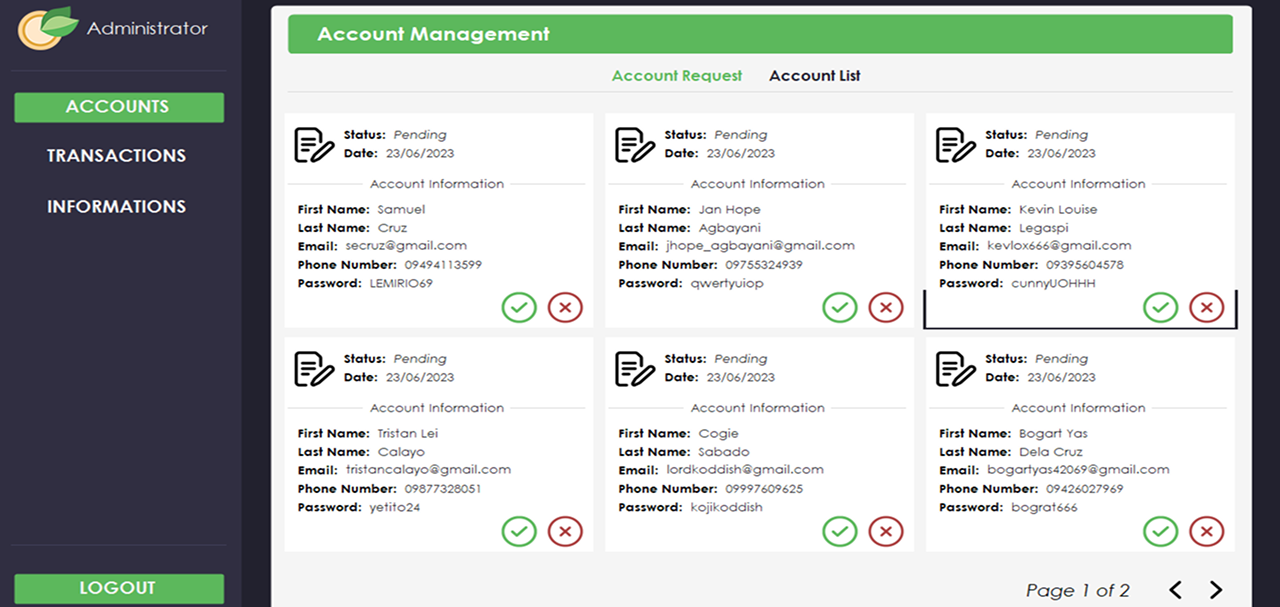 Administrator
ACCOUNTS
TRANSACTIONS
INFORMATIONS
LOGOUT
Account Management
Account Request Account List
Status: Pending
Date: 23/06/2023
Account Information
First Name: Samuel
Last Name: Cruz
Email: secruz@gmail.com
Phone Number: 09494113599
Password: LEMIRIO69
Status: Pending
Date: 23/06/2023
Account Information
First Name: Jan Hope
Last Name: Agbayani
Email: jhope_agbayani@gmail.com
Phone Number: 09755324939
Password: qwertyuiop
Status: Pending
Date: 23/06/2023
Account Information
First Name: Kevin Louise
Last Name: Legaspi
Email: kevlox666@gmail.com
Phone Number: 09395604578
Password: cunnyUOHHH
Status: Pending
Date: 23/06/2023
Account Information
First Name: Tristan Lei
Last Name: Calayo
Email: tristancalayo@gmail.com
Phone Number: 09877328051
Password: yetito24
Status: Pending
Date: 23/06/2023
Account Information
First Name: Cogie
Last Name: Sabado
Email: lordkoddish@gmail.com
Phone Number: 09997609625
Password: kojikoddish
Status: Pending
Date: 23/06/2023
Account Information
First Name: Bogart Yas
Last Name: Dela Cruz
Email: bogartyas42069@gmail.com
Phone Number: 09426027969
Password: bograt666
Page 1 of 2